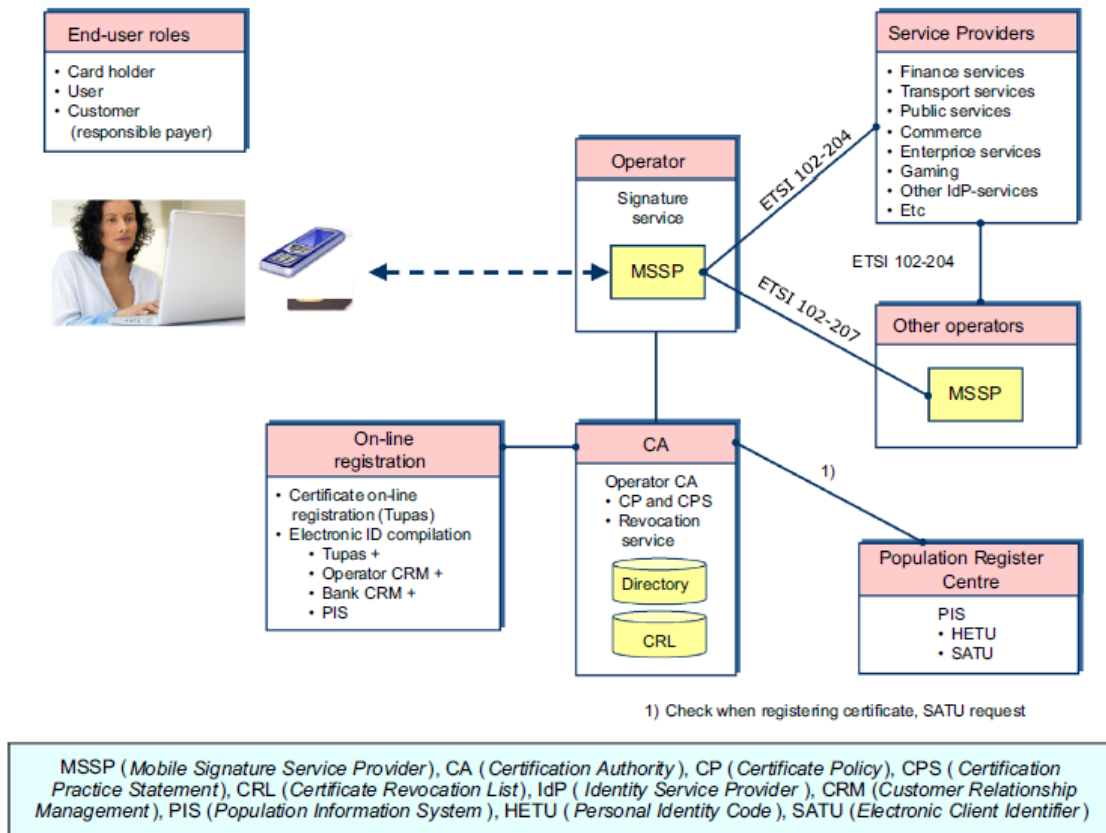 End-user roles
• Card holder
• User
• Customer
(responsible payer)
Service Providers
• Finance services
• Transport services
• Public services
• Commerce
• Enterprice services
• Gaming
• Other IdP-services
• Etc
Operator
Signature
service
MSSP
ETSI 102-204
ETSI 102-204
ETSI 102-207
Other operators
MSSP
On-line
registration
• Certificate on-line
registration (Tupas)
• Electronic ID compilation
• Tupas +
• Operator CRM +
• Bank CRM +
• PIS
CA
Operator CA
• CP and CPS
• Revocation
service
Directory
CRL
1)
Population Register
Centre
PIS
• HETU
• SATU
1) Check when registering certificate, SATU request
MSSP (Mobile Signature Service Provider), CA (Certification Authority), CP (Certificate Policy), CPS (Certification
Practice Statement), CRL (Certificate Revocation List), IdP (Identity Service Provider), CRM (Customer Relationship
Management), PIS (Population Information System), HETU (Personal Identity Code), SATU (Electronic Client Identifier)